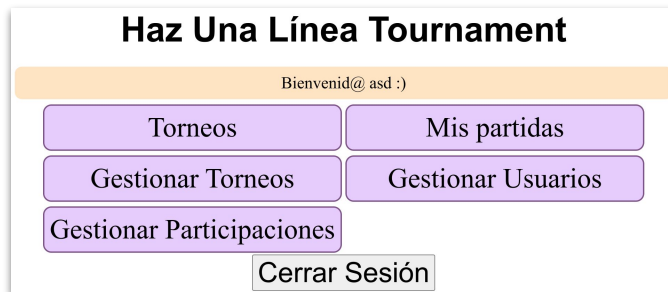 Haz Una Línea Tournament
Bienvenid@ asd :)
Torneos
Mis partidas
Gestionar Torneos
Gestionar Usuarios
Gestionar Participaciones
Cerrar Sesión